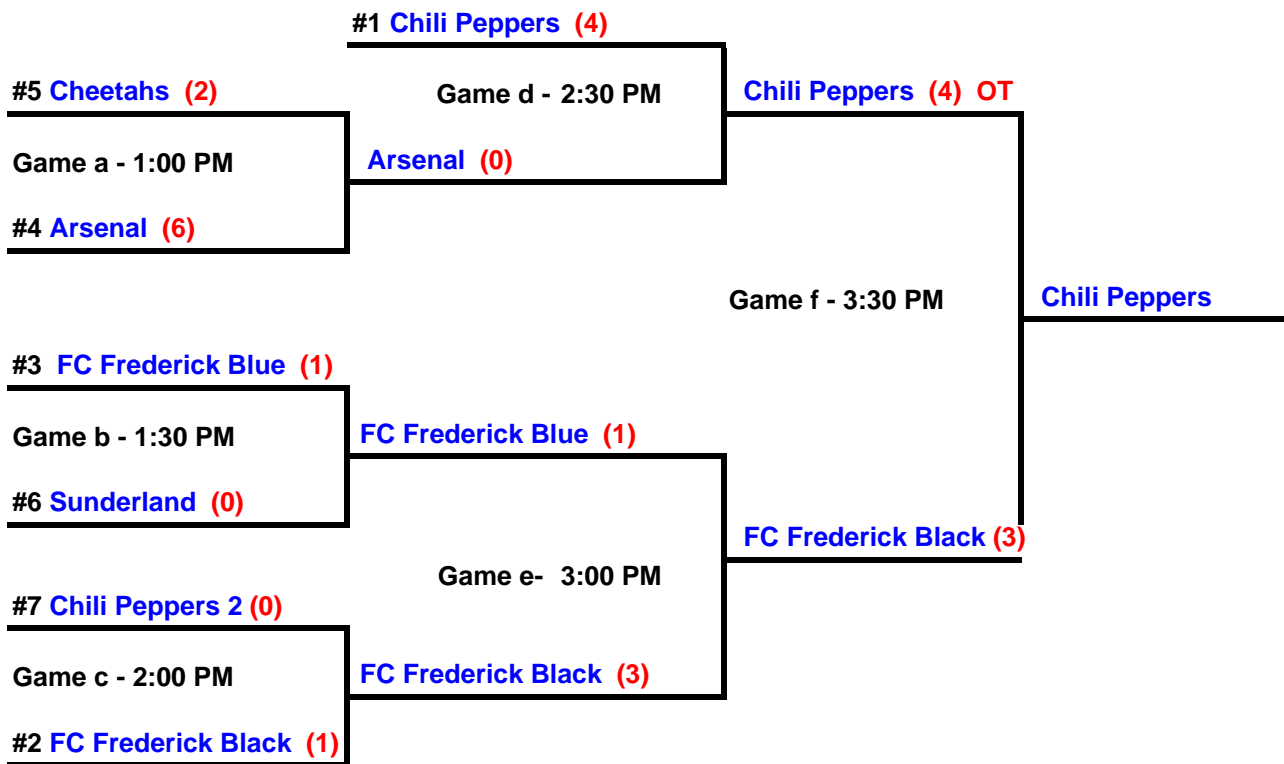 #1 Chili Peppers (4)
#5 Cheetahs (2)
Game d - 2:30 PM
Chili Peppers (4) OT
Game a - 1:00 PM
Arsenal (0)
#4 Arsenal (6)
Game f - 3:30 PM
Chili Peppers
#3 FC Frederick Blue (1)
Game b - 1:30 PM
FC Frederick Blue (1)
#6 Sunderland (0)
FC Frederick Black (3)
Game e- 3:00 PM
#7 Chili Peppers 2 (0)
Game c - 2:00 PM
FC Frederick Black (3)
#2 FC Frederick Black (1)